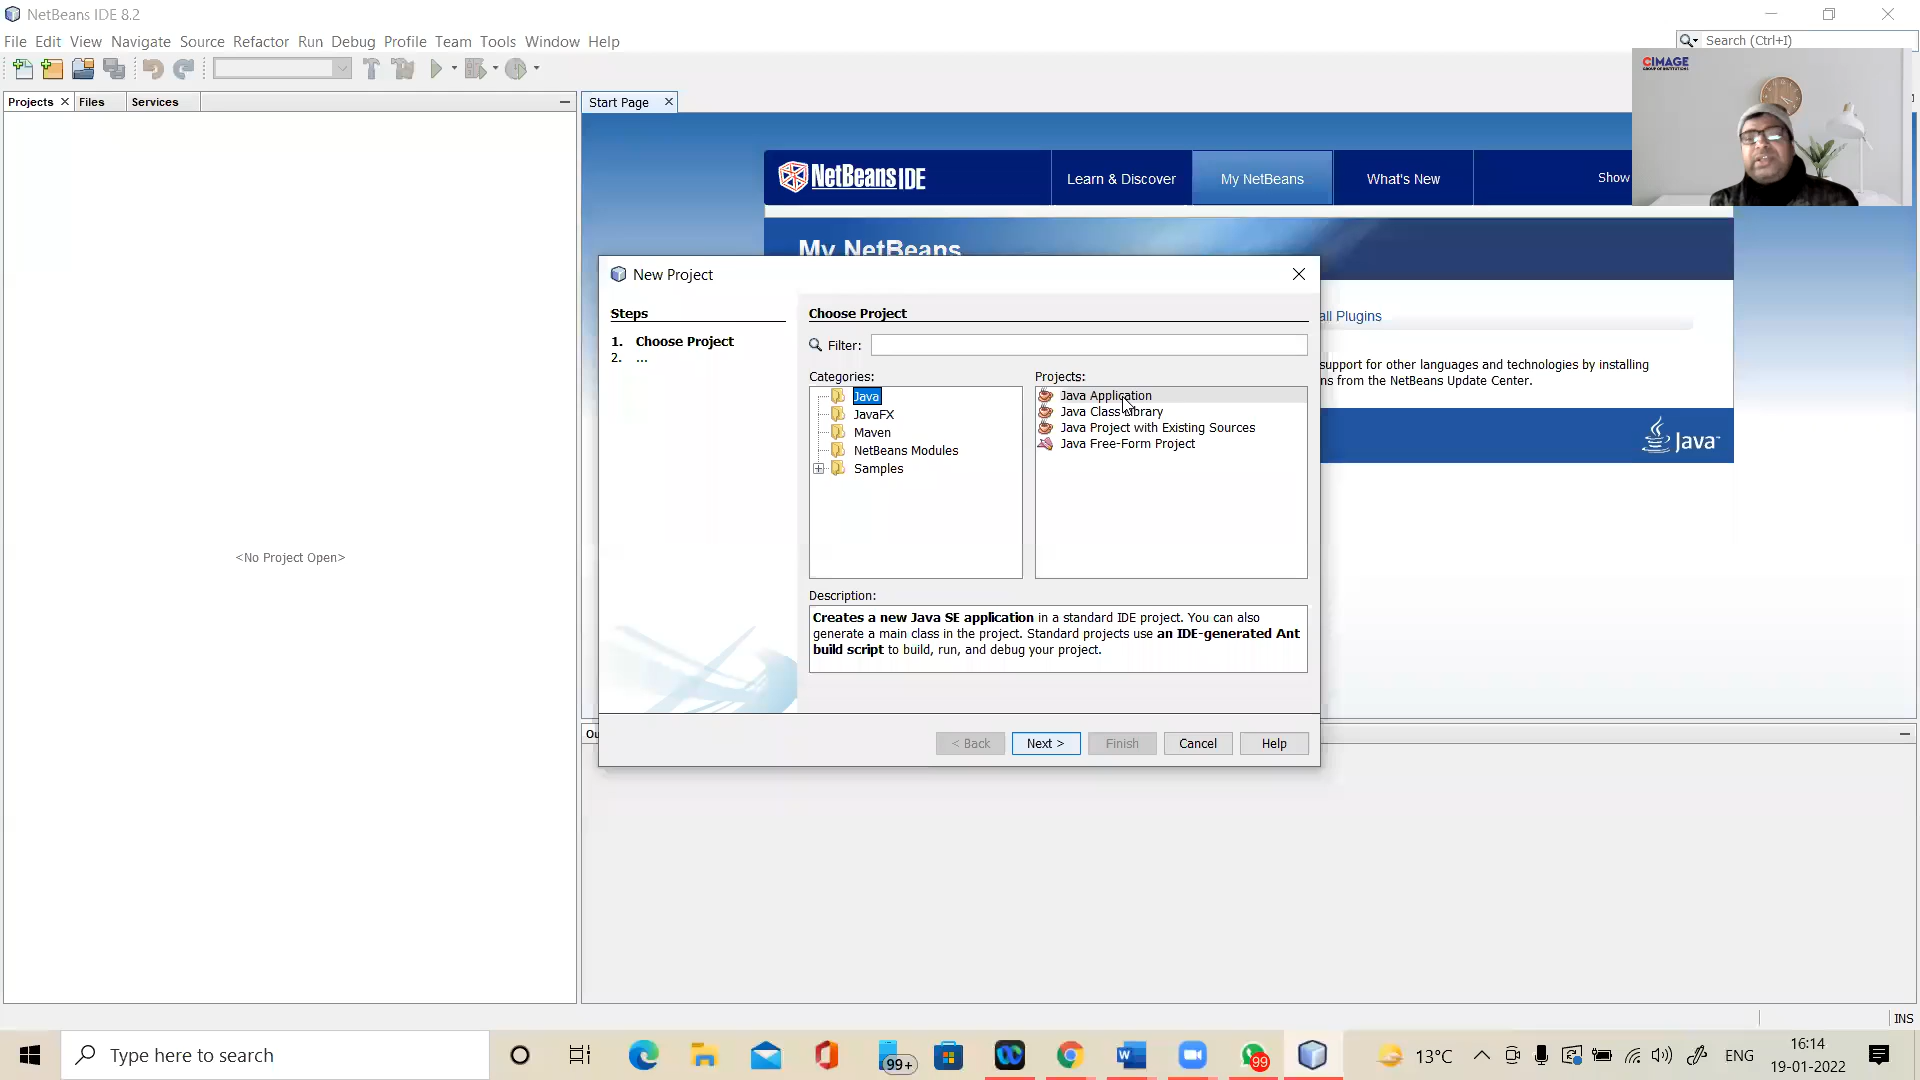 NetBeans IDE 8.2
File Edit View Navigate Source Refactor Run Debug Profile Team Tools Window Help
Search (Ctrl+I)
CIMAGE
GROUP OF INSTITUTIONS
Projects Files Services
Start Page
NetBeans IDE
Learn & Discover
My NetBeans
What's New
Show
My NetBeans
New Project
Steps
1. Choose Project
2. ...
Choose Project
Filter:
Categories:
Java
JavaFX
Maven
NetBeans Modules
Samples
Projects:
Java Application
Java Class Library
Java Project with Existing Sources
Java Free-Form Project
Description:
Creates a new Java SE application in a standard IDE project. You can also
generate a main class in the project. Standard projects use an IDE-generated Ant
build script to build, run, and debug your project.
< Back Next > Finish Cancel Help
all Plugins
support for other languages and technologies by installing
ns from the NetBeans Update Center.
Java
<No Project Open>
Ou
INS
Type here to search
99+
99
13°C
ENG
16:14
19-01-2022